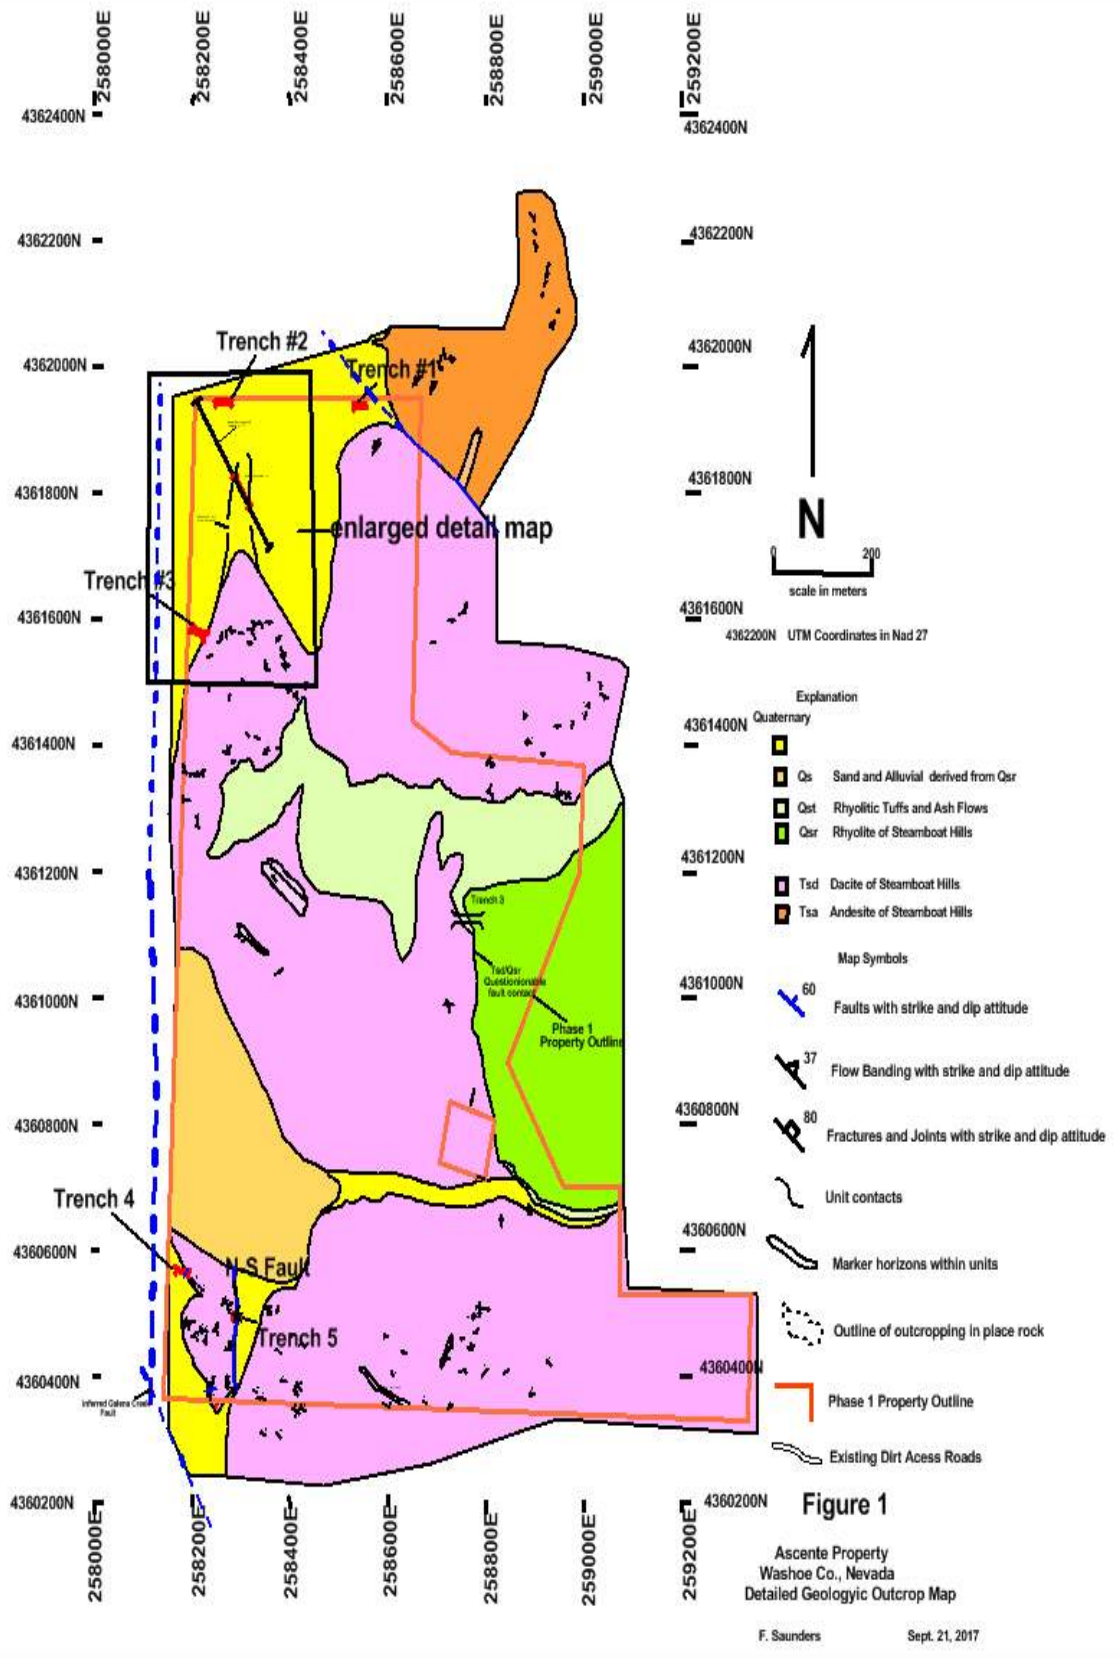 258000E
258200E
258400E
258600E
258800E
259000E
259200E
4362400N
4362400N
4362200N
4362200N
Trench #2
4362000N
4362000N
Trench #1
4361800N
4361800N
enlarged detail map
N
0 200
scale in meters
Trench #3
4361600N
4361600N
4362200N UTM Coordinates in Nad 27
Explanation
Quaternary
4361400N
4361400N
Qs Sand and Alluvial derived from Qsr
Qst Rhyolitic Tuffs and Ash Flows
Qsr Rhyolite of Steamboat Hills
4361200N
4361200N
Tsd Dacite of Steamboat Hills
Trench 3
Tsa Andesite of Steamboat Hills
Map Symbols
Tsd/Qsr
Questionionable
fault contact
4361000N
4361000N
60
Faults with strike and dip attitude
Phase 1
Property Outline
37
Flow Banding with strike and dip attitude
4360800N
4360800N
80
Fractures and Joints with strike and dip attitude
Trench 4
Unit contacts
4360600N
4360600N
N S Fault
Marker horizons within units
Trench 5
Outline of outcropping in place rock
4360400N
4360400N
Inferred Galena Creek
Fault
Phase 1 Property Outline
Existing Dirt Acess Roads
4360200N
4360200N
Figure 1
258000E
258200E
258400E
258600E
258800E
259000E
259200E
Ascente Property
Washoe Co., Nevada
Detailed Geologyic Outcrop Map
F. Saunders Sept. 21, 2017